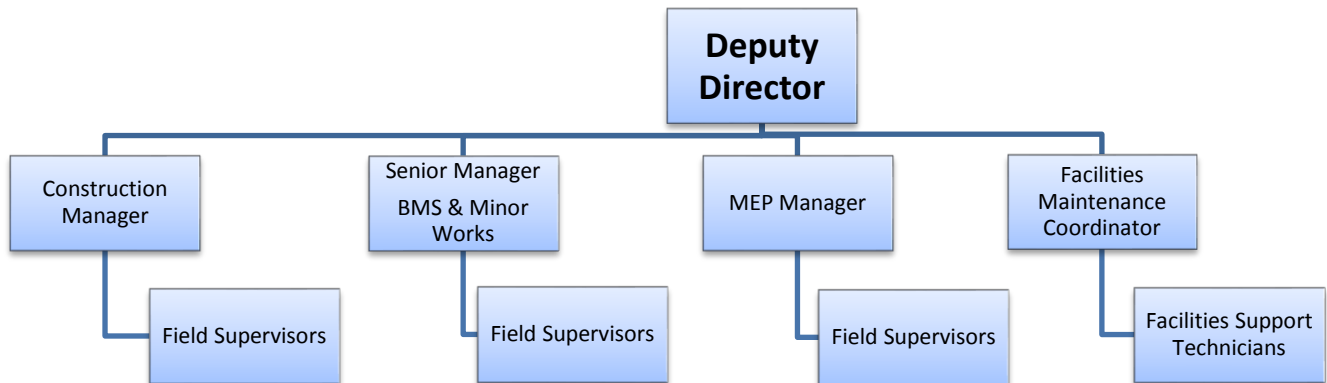 Deputy
Director
Construction
Manager
Senior Manager
BMS & Minor
Works
MEP Manager
Facilities
Maintenance
Coordinator
Field Supervisors
Field Supervisors
Field Supervisors
Facilities Support
Technicians